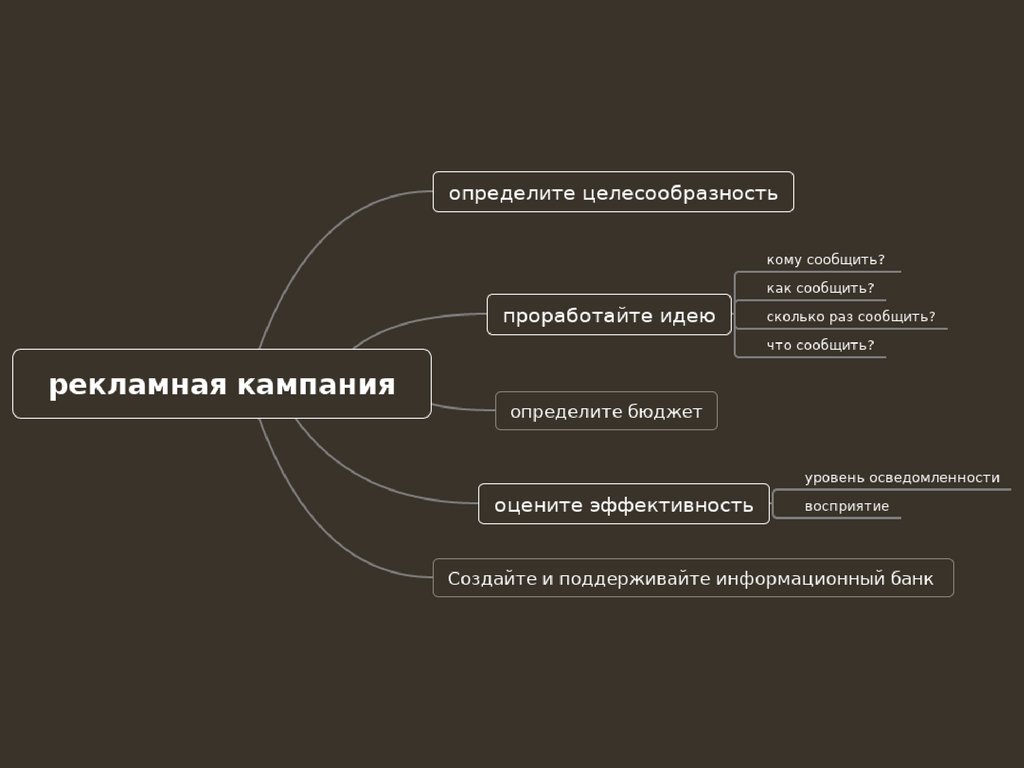 определите целесообразность
кому сообщить?
как сообщить?
проработайте идею
сколько раз сообщить?
что сообщить?
рекламная кампания
определите бюджет
уровень осведомленности
оцените эффективность
восприятие
Создайте и поддерживайте информационный банк